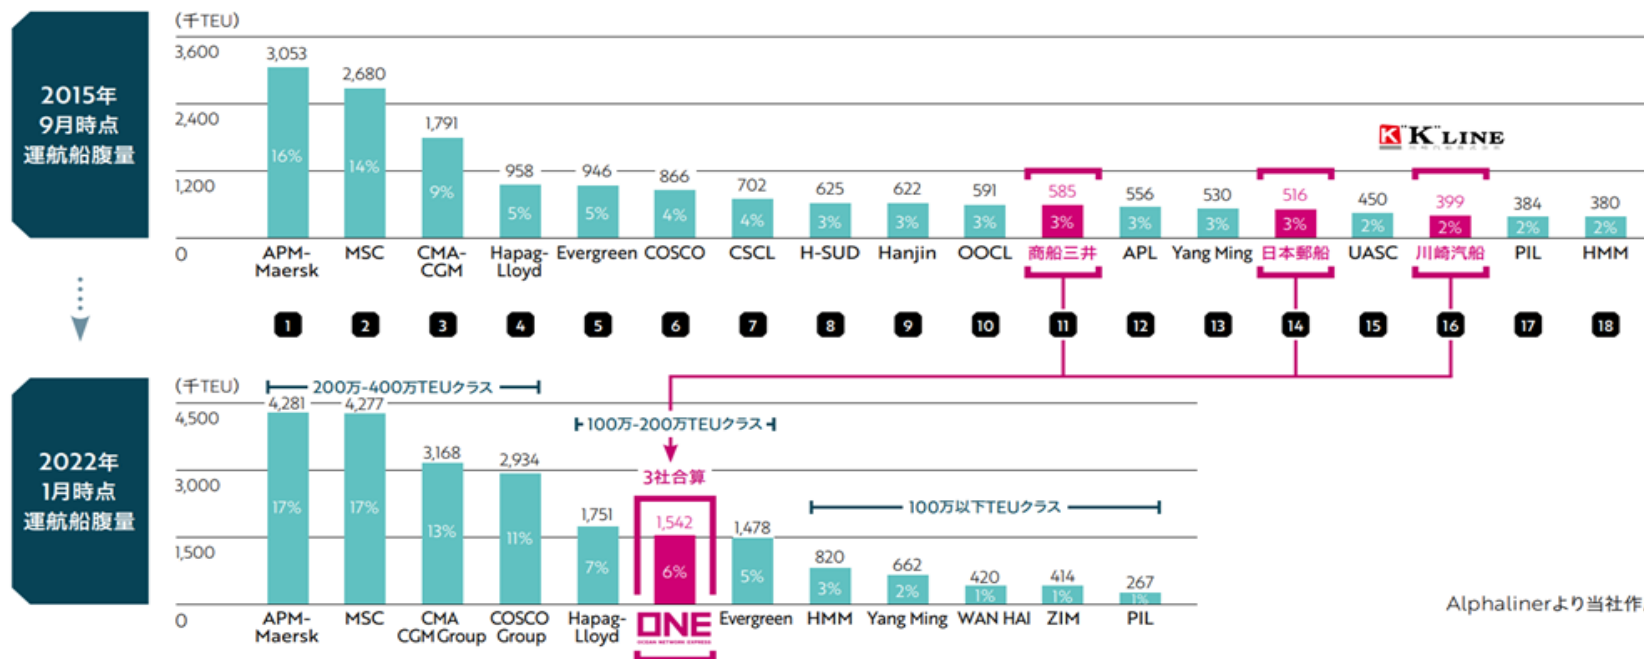 2015年
9月時点
運航船腹量
(千TEU)
3,600
2,400
1,200
0
3,053
2,680
1,791
958
946
866
702
625
622
591
585
556
530
516
450
399
384
380
16%
14%
9%
5%
5%
4%
4%
3%
3%
3%
3%
3%
3%
3%
2%
2%
2%
2%
K "K" LINE
APM-
Maersk
MSC
CMA-
CGM
Hapag-
Lloyd
Evergreen
COSCO
CSCL
H-SUD
Hanjin
OOCL
商船三井
APL
Yang Ming
日本郵船
UASC
川崎汽船
PIL
HMM
1 2 3 4 5 6 7 8 9 10 11 12 13 14 15 16 17 18
2022年
1月時点
運航船腹量
(千TEU)
4,500
3,000
1,500
0
200万-400万TEUクラス
100万-200万TEUクラス
3社合算
100万以下TEUクラス
4,281
4,277
3,168
2,934
1,751
1,542
1,478
820
662
420
414
267
17%
17%
13%
11%
7%
6%
5%
3%
2%
1%
1%
1%
APM-
Maersk
MSC
CMA
CGM Group
COSCO
Group
Hapag-
Lloyd
ONE
OCEAN NETWORK EXPRESS
Evergreen
HMM
Yang Ming
WAN HAI
ZIM
PIL
Alphalinerより当社作